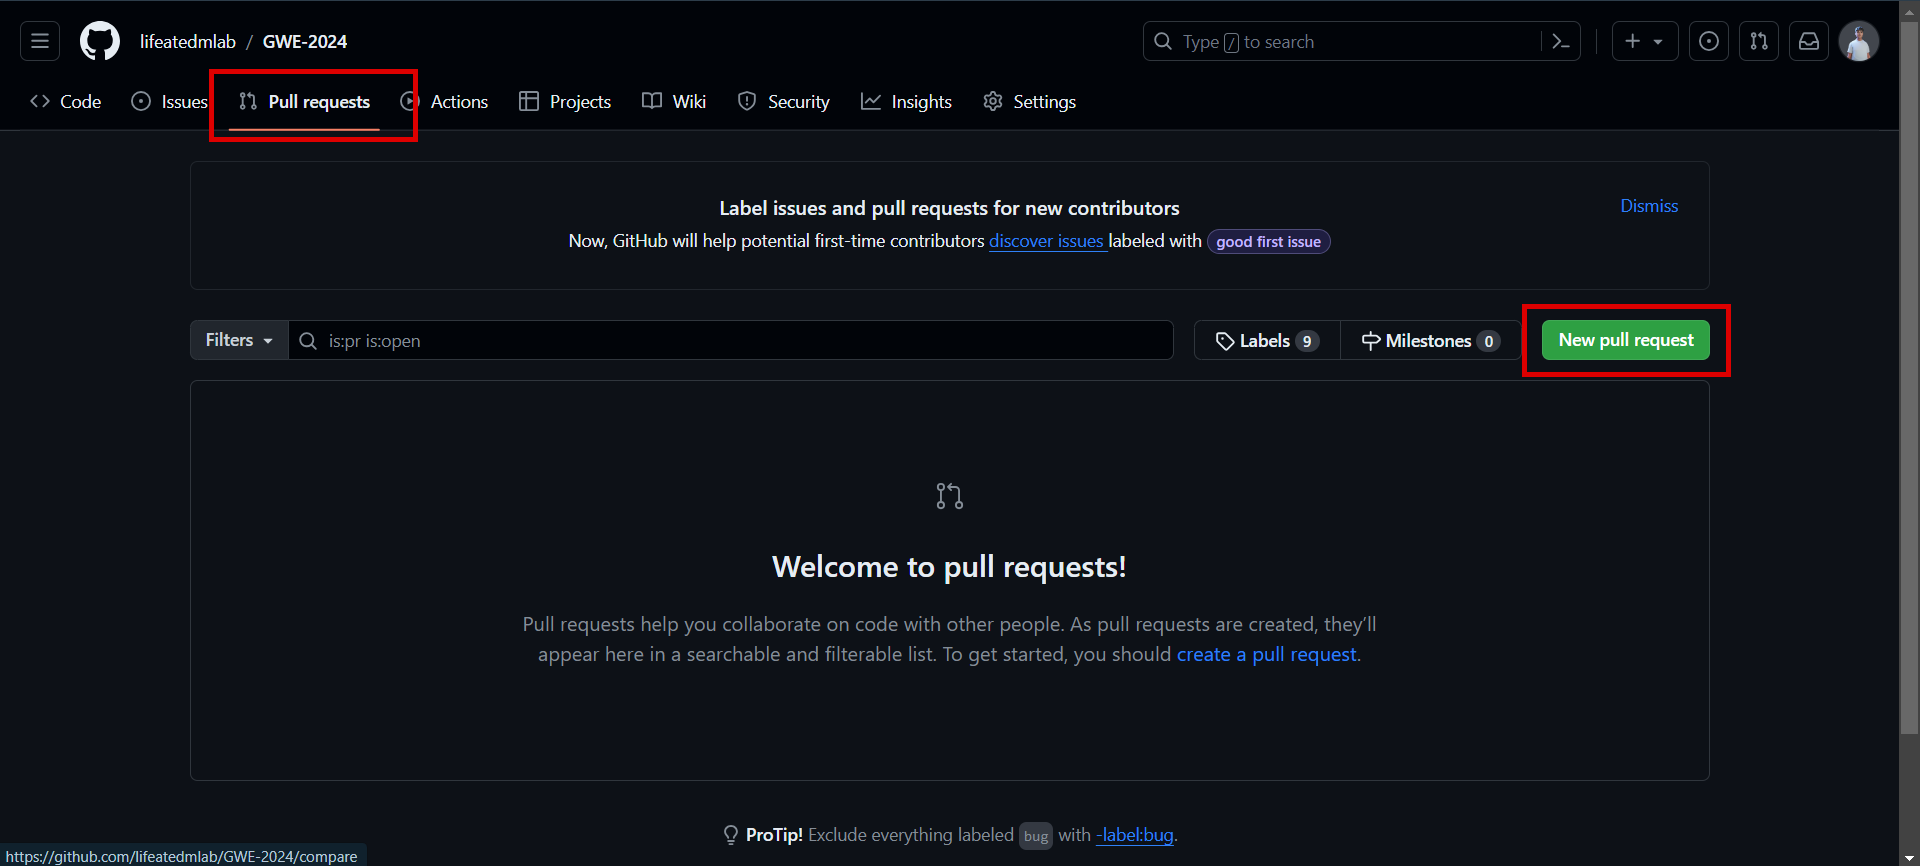 lifeatedmlab / GWE-2024
Type / to search
Code Issues Pull requests Actions Projects Wiki Security Insights Settings
Label issues and pull requests for new contributors
Dismiss
Now, GitHub will help potential first-time contributors discover issues labeled with good first issue
Filters is:pr is:open Labels 9 Milestones 0 New pull request
Welcome to pull requests!
Pull requests help you collaborate on code with other people. As pull requests are created, they’ll
appear here in a searchable and filterable list. To get started, you should create a pull request.
ProTip! Exclude everything labeled bug with -label:bug.
https://github.com/lifeatedmlab/GWE-2024/compare